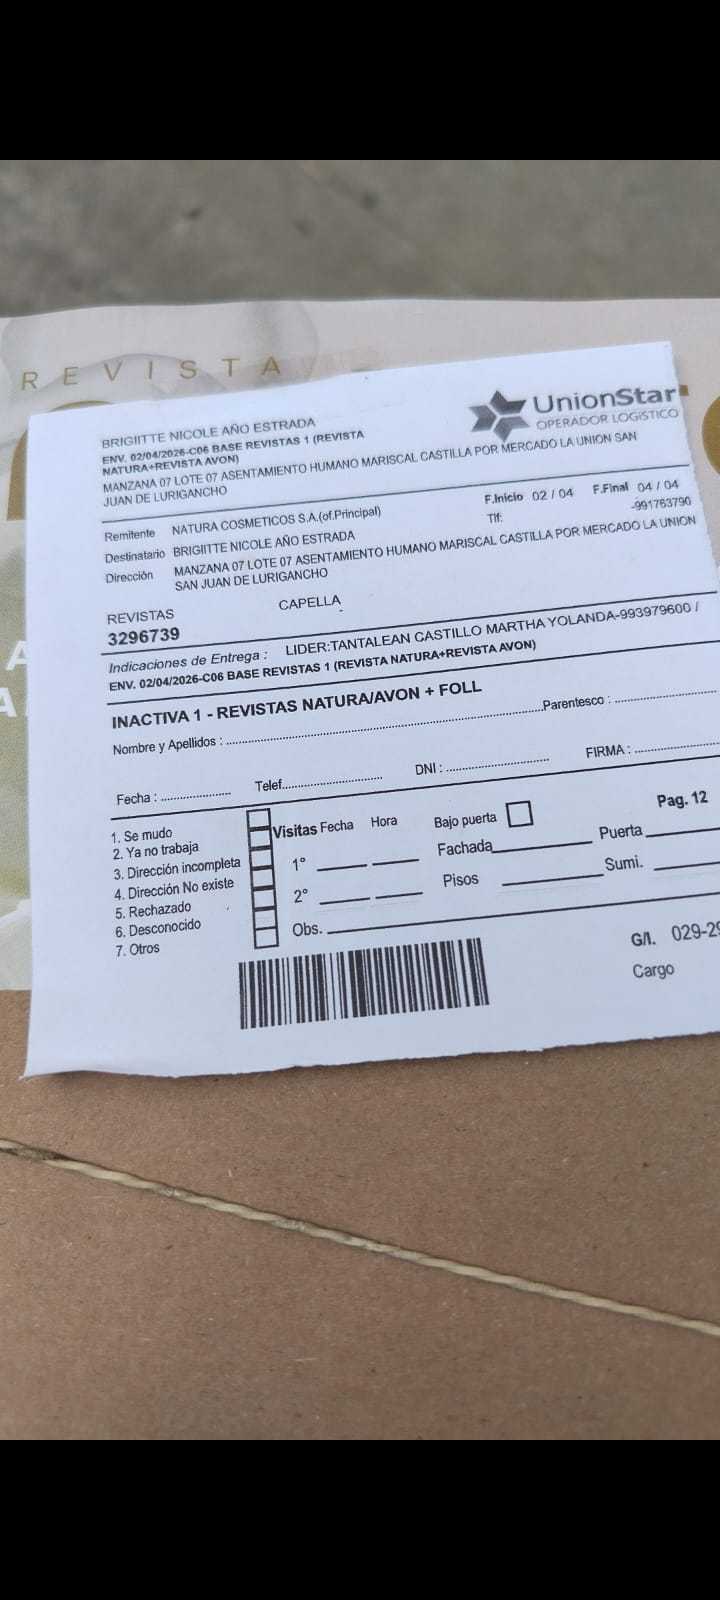 REVISTA
BRIGIITTE NICOLE AÑO ESTRADA
ENV. 02/04/2026-C06 BASE REVISTAS 1 (REVISTA
NATURA+REVISTA AVON)
MANZANA 07 LOTE 07 ASENTAMIENTO HUMANO MARISCAL CASTILLA POR MERCADO LA UNION SAN
JUAN DE LURIGANCHO
UnionStar
OPERADOR LOGíSTICO
Remitente NATURA COSMETICOS S.A.(of.Principal)
F.Inicio 02 / 04 F.Final 04 / 04
Destinatario BRIGIITTE NICOLE AÑO ESTRADA
Tlf: -991763790
Dirección MANZANA 07 LOTE 07 ASENTAMIENTO HUMANO MARISCAL CASTILLA POR MERCADO LA UNION
SAN JUAN DE LURIGANCHO
REVISTAS CAPELLA
3296739
Indicaciones de Entrega : LIDER:TANTALEAN CASTILLO MARTHA YOLANDA-993979600 /
ENV. 02/04/2026-C06 BASE REVISTAS 1 (REVISTA NATURA+REVISTA AVON)
INACTIVA 1 - REVISTAS NATURA/AVON + FOLL
Nombre y Apellidos : Parentesco :
Fecha : Telef. DNI : FIRMA :
1. Se mudo
2. Ya no trabaja
3. Dirección incompleta
4. Dirección No existe
5. Rechazado
6. Desconocido
7. Otros
Visitas Fecha Hora
1°
2°
Obs.
Bajo puerta
Pag. 12
Fachada Puerta
Pisos Sumi.
G/I. 029-29
Cargo